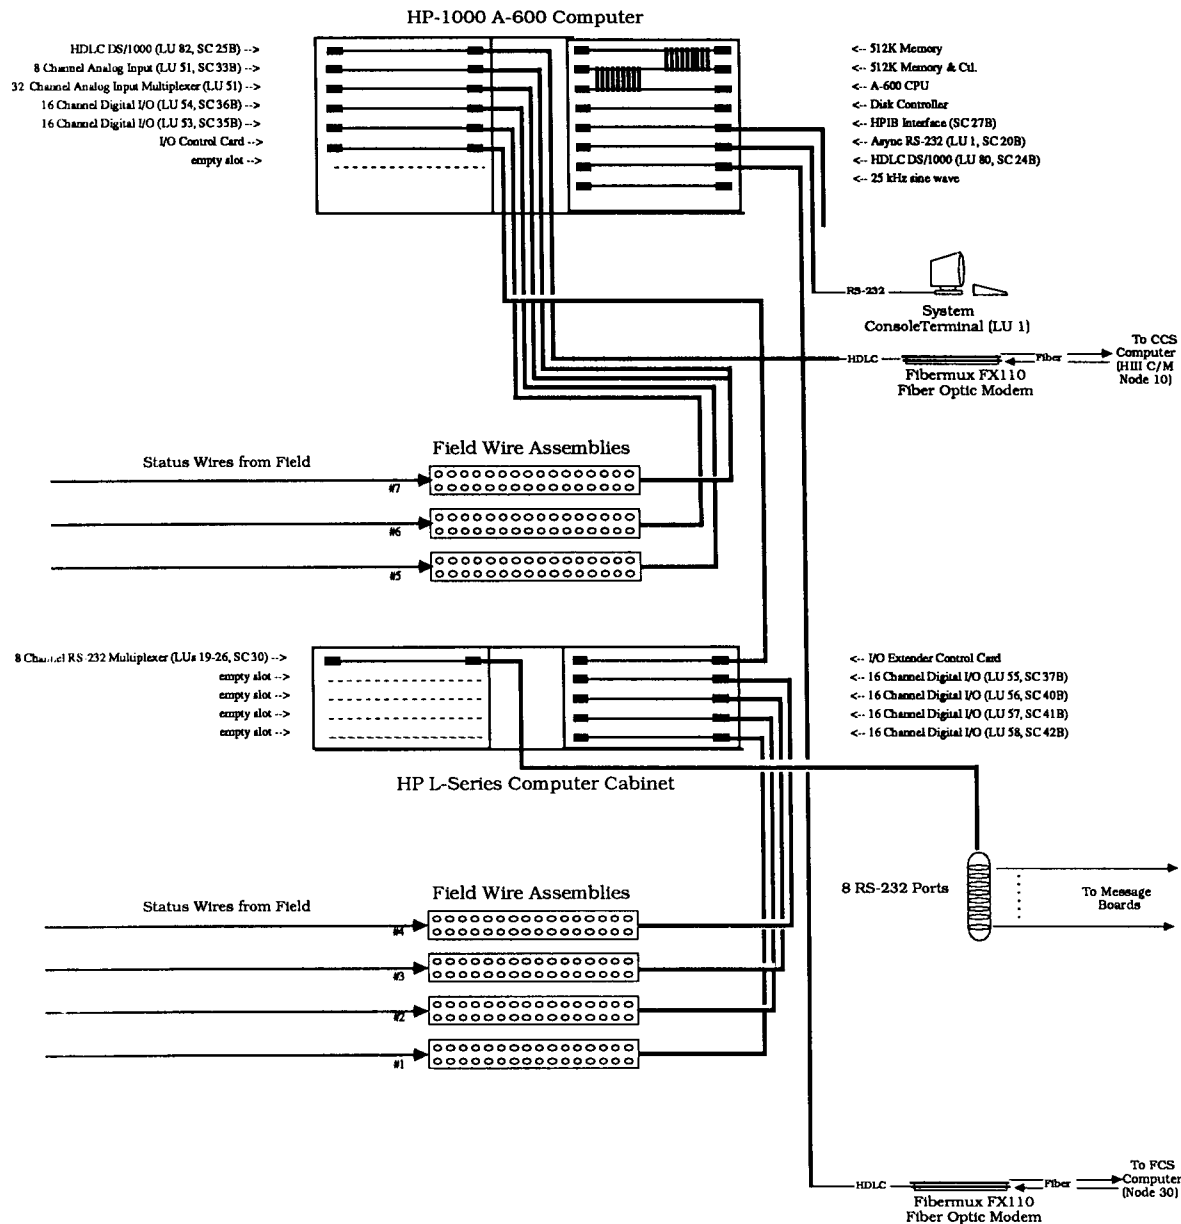 HP-1000 A-600 Computer
HDLC DS/1000 (LU 82, SC 25B) -->
8 Channel Analog Input (LU 51, SC 33B) -->
32 Channel Analog Input Multiplexer (LU 51) -->
16 Channel Digital I/O (LU 54, SC 36B) -->
16 Channel Digital I/O (LU 53, SC 35B) -->
I/O Control Card -->
empty slot -->
<-- 512K Memory
<-- 512K Memory & Ctl.
<-- A-600 CPU
<-- Disk Controller
<-- HPIB Interface (SC 27B)
<-- Async RS-232 (LU 1, SC 20B)
<-- HDLC DS/1000 (LU 80, SC 24B)
<-- 25 kHz sine wave
RS-232
System
ConsoleTerminal (LU 1)
HDLC
Fiber
To CCS
Computer
(HIII C/M
Node 10)
Fibermux FX110
Fiber Optic Modem
Field Wire Assemblies
Status Wires from Field
#7
#6
#5
8 Channel RS-232 Multiplexer (LUs 19-26, SC 30) -->
empty slot -->
empty slot -->
empty slot -->
empty slot -->
<-- I/O Extender Control Card
<-- 16 Channel Digital I/O (LU 55, SC 37B)
<-- 16 Channel Digital I/O (LU 56, SC 40B)
<-- 16 Channel Digital I/O (LU 57, SC 41B)
<-- 16 Channel Digital I/O (LU 58, SC 42B)
HP L-Series Computer Cabinet
8 RS-232 Ports
To Message
Boards
Field Wire Assemblies
Status Wires from Field
#4
#3
#2
#1
HDLC
Fiber
To FCS
Computer
(Node 30)
Fibermux FX110
Fiber Optic Modem